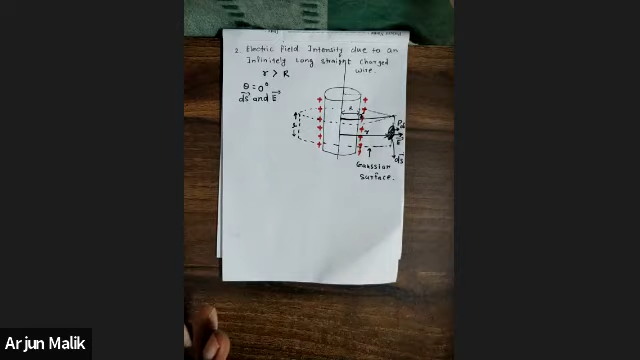 2. Electric Field Intensity due to an
Infinitely Long straight charged
wire.
r > R
θ = 0°
ds and E
R
r
l
E
ds
Gaussian
surface.
Arjun Malik